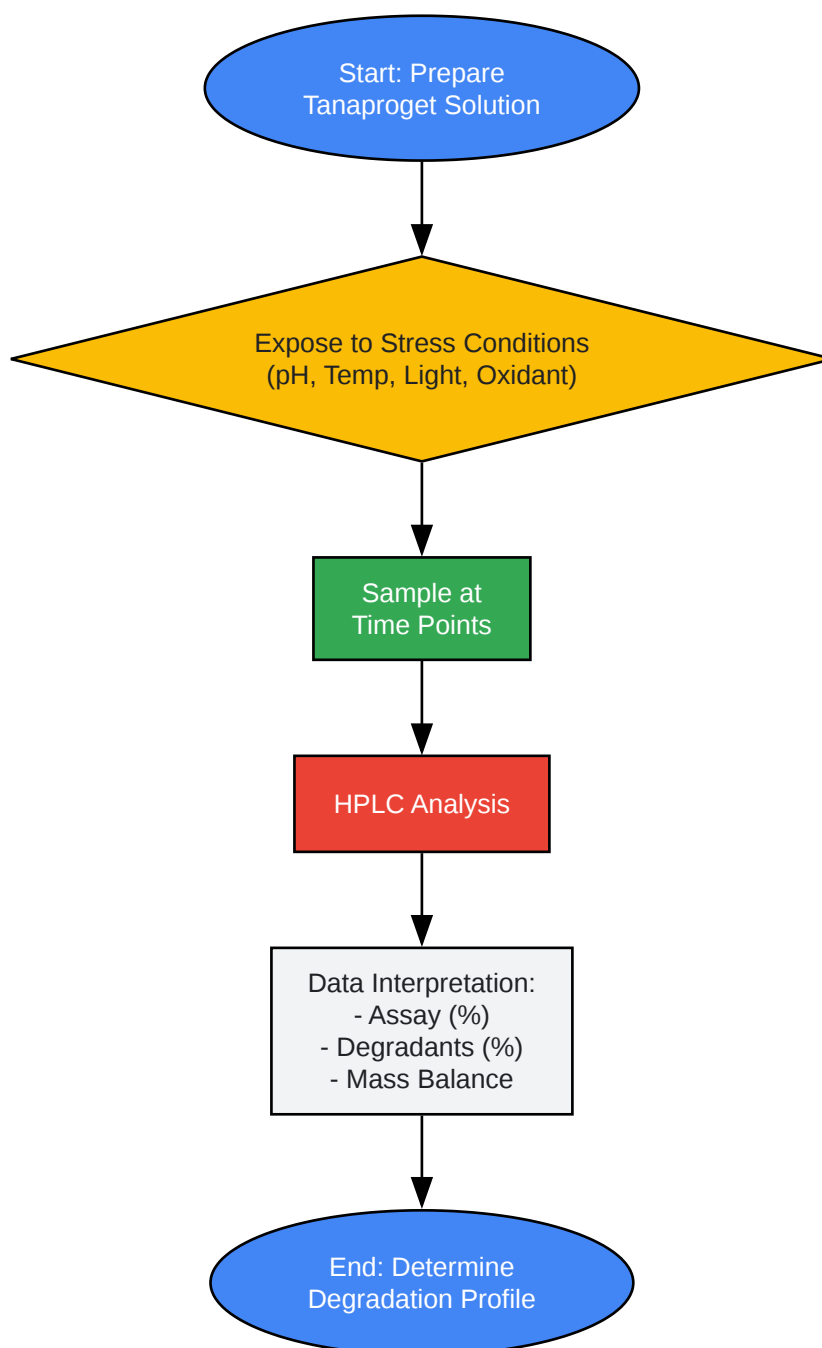 Start: Prepare
Tanaproget Solution
Expose to Stress Conditions
(pH, Temp, Light, Oxidant)
Sample at
Time Points
HPLC Analysis
Data Interpretation:
- Assay (%)
- Degradants (%)
- Mass Balance
End: Determine
Degradation Profile